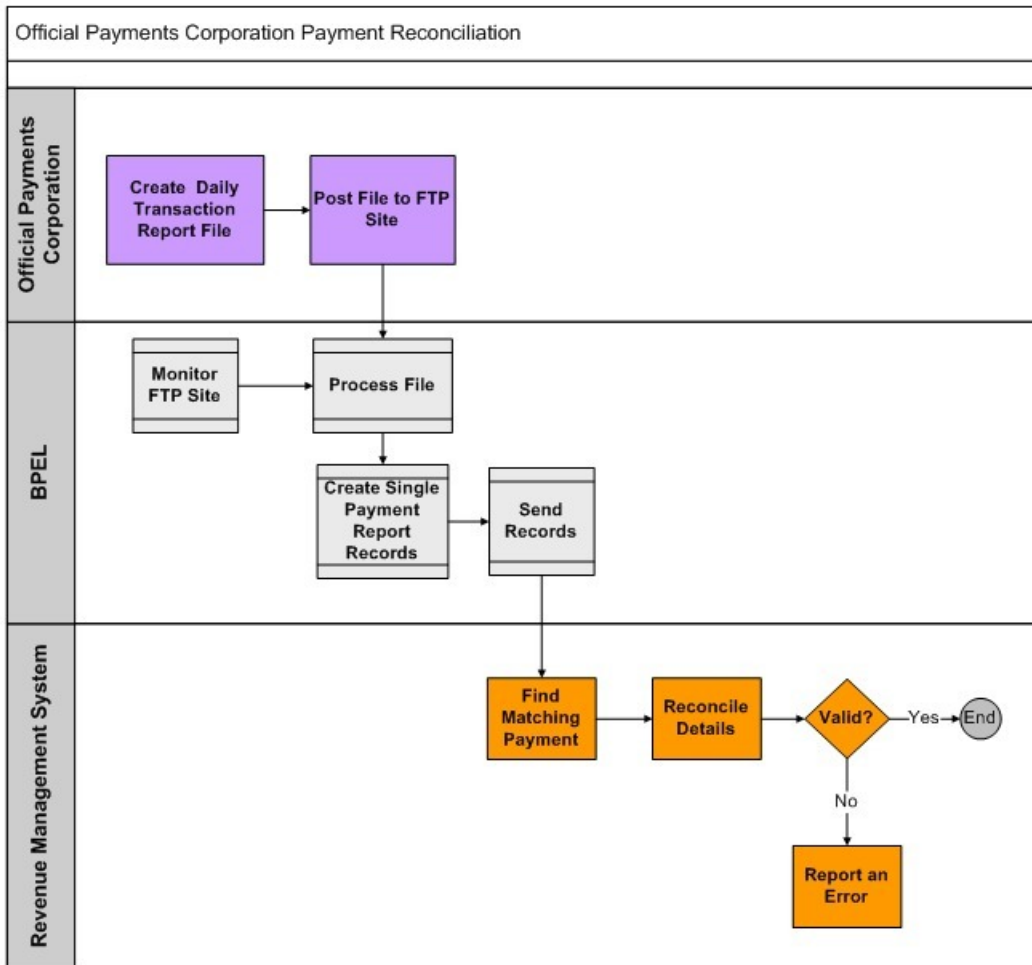 Official Payments Corporation Payment Reconciliation
Official Payments
Corporation
Create Daily
Transaction
Report File
Post File to FTP
Site
BPEL
Monitor
FTP Site
Process File
Create Single
Payment
Report
Records
Send
Records
Revenue Management System
Find
Matching
Payment
Reconcile
Details
Valid?
Yes
End
No
Report an
Error